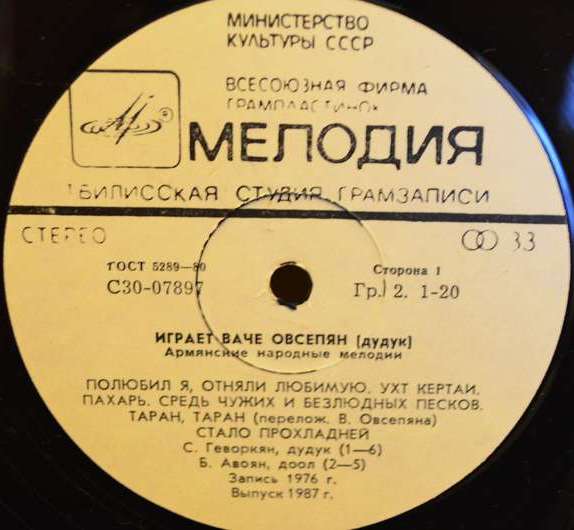 МИНИСТЕРСТВО
КУЛЬТУРЫ СССР
ВСЕСОЮЗНАЯ ФИРМА
ГРАМПЛАСТИНОК
®
МЕЛОДИЯ
ТБИЛИССКАЯ СТУДИЯ ГРАМЗАПИСИ
СТЕРЕО 33
ГОСТ 5289—80 Сторона 1
С30-07897 Гр. 2. 1-20
ИГРАЕТ ВАЧЕ ОВСЕПЯН (дудук)
Армянские народные мелодии
ПОЛЮБИЛ Я, ОТНЯЛИ ЛЮБИМУЮ. УХТ КЕРТАИ.
ПАХАРЬ. СРЕДЬ ЧУЖИХ И БЕЗЛЮДНЫХ ПЕСКОВ.
ТАРАН, ТАРАН (перелож. В. Овсепяна)
СТАЛО ПРОХЛАДНЕЙ
С. Геворкян, дудук (1—6)
Б. Авоян, доол (2—5)
Запись 1976 г.
Выпуск 1987 г.